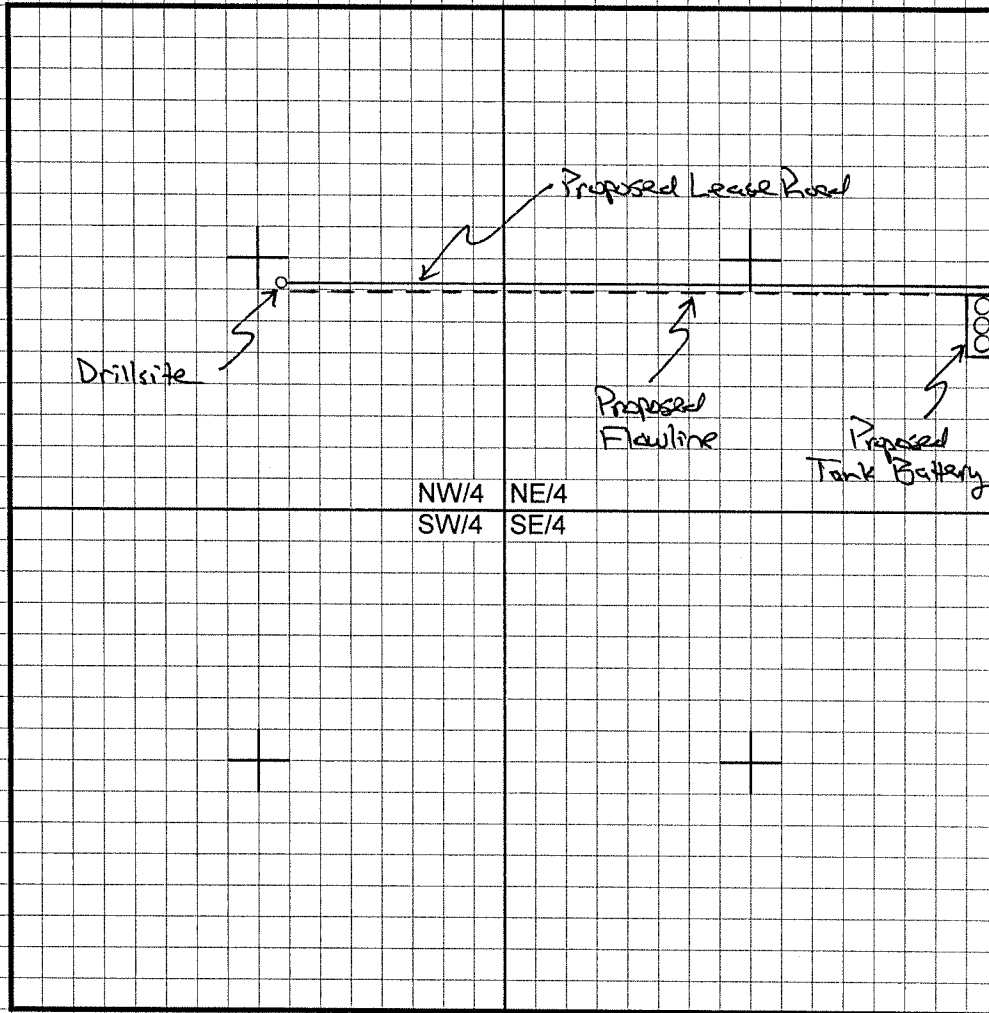 Proposed Lease Road
Drillsite
Proposed
Flowline
Proposed
Tank Battery
NW/4 NE/4
SW/4 SE/4